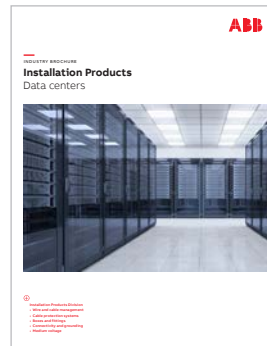 ABB
INDUSTRY BROCHURE
Installation Products
Data centers
Installation Products Division
– Wire and cable management
– Cable protection systems
– Boxes and fittings
– Connectivity and grounding
– Medium voltage